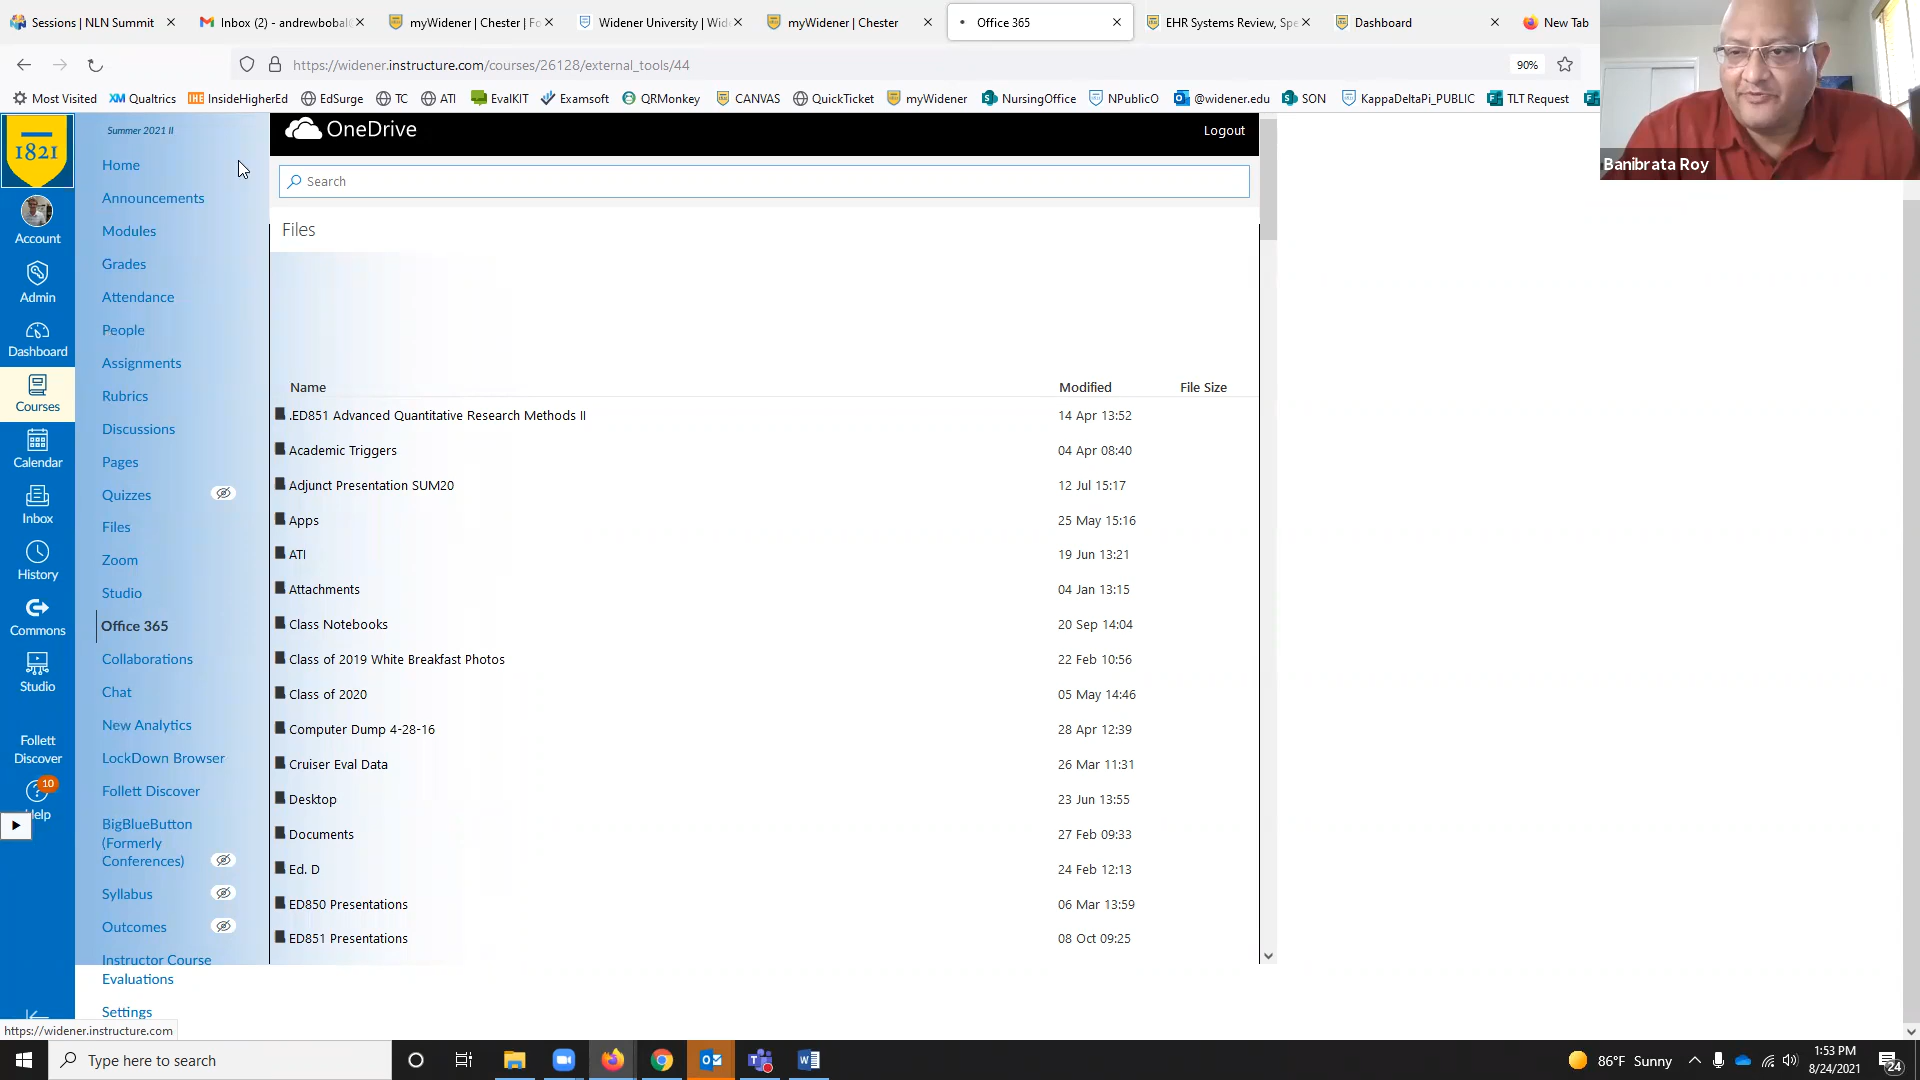 Sessions | NLN Summit
Inbox (2) - andrewobal
myWidener | Chester | Fo
Widener University | Wid
myWidener | Chester
Office 365
EHR Systems Review, Spe
Dashboard
New Tab
https://widener.instructure.com/courses/26128/external_tools/44
90%
Most Visited
Qualtrics
InsideHigherEd
EdSurge
TC
ATI
EvalKIT
Examsoft
QRMonkey
CANVAS
QuickTicket
myWidener
NursingOffice
NPublicO
@widener.edu
SON
KappaDeltaPi_PUBLIC
TLT Request
Banibrata Roy
1821
Account
Admin
Dashboard
Courses
Calendar
Inbox
History
Commons
Studio
Follett
Discover
10
Help
Summer 2021 II
Home
Announcements
Modules
Grades
Attendance
People
Assignments
Rubrics
Discussions
Pages
Quizzes
Files
Zoom
Studio
Office 365
Collaborations
Chat
New Analytics
LockDown Browser
Follett Discover
BigBlueButton
(Formerly
Conferences)
Syllabus
Outcomes
Instructor Course
Evaluations
Settings
https://widener.instructure.com
OneDrive
Logout
Search
Files
Name Modified File Size
.ED851 Advanced Quantitative Research Methods II 14 Apr 13:52
Academic Triggers 04 Apr 08:40
Adjunct Presentation SUM20 12 Jul 15:17
Apps 25 May 15:16
ATI 19 Jun 13:21
Attachments 04 Jan 13:15
Class Notebooks 20 Sep 14:04
Class of 2019 White Breakfast Photos 22 Feb 10:56
Class of 2020 05 May 14:46
Computer Dump 4-28-16 28 Apr 12:39
Cruiser Eval Data 26 Mar 11:31
Desktop 23 Jun 13:55
Documents 27 Feb 09:33
Ed. D 24 Feb 12:13
ED850 Presentations 06 Mar 13:59
ED851 Presentations 08 Oct 09:25
Type here to search
86°F Sunny
1:53 PM
8/24/2021
24